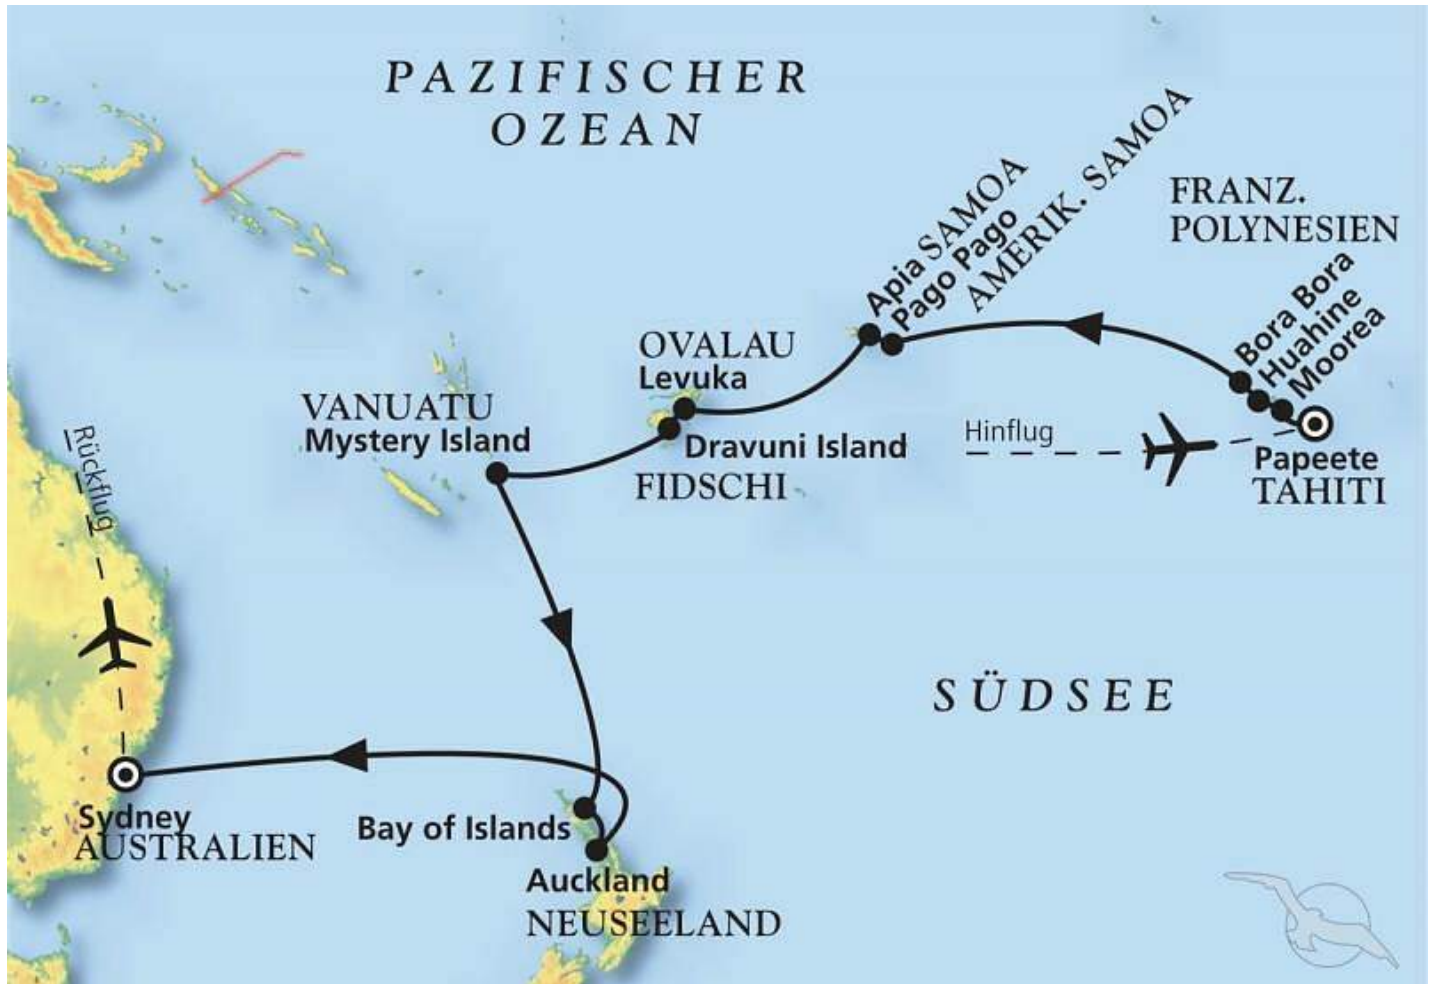 PAZIFISCHER
OZEAN
Apia SAMOA
Pago Pago
AMERIK. SAMOA
FRANZ.
POLYNESIEN
Bora Bora
Huahine
Moorea
OVALAU
Levuka
VANUATU
Mystery Island
Dravuni Island
FIDSCHI
Hinflug
Papeete
TAHITI
Rückflug
SÜDSEE
Sydney
AUSTRALIEN
Bay of Islands
Auckland
NEUSEELAND